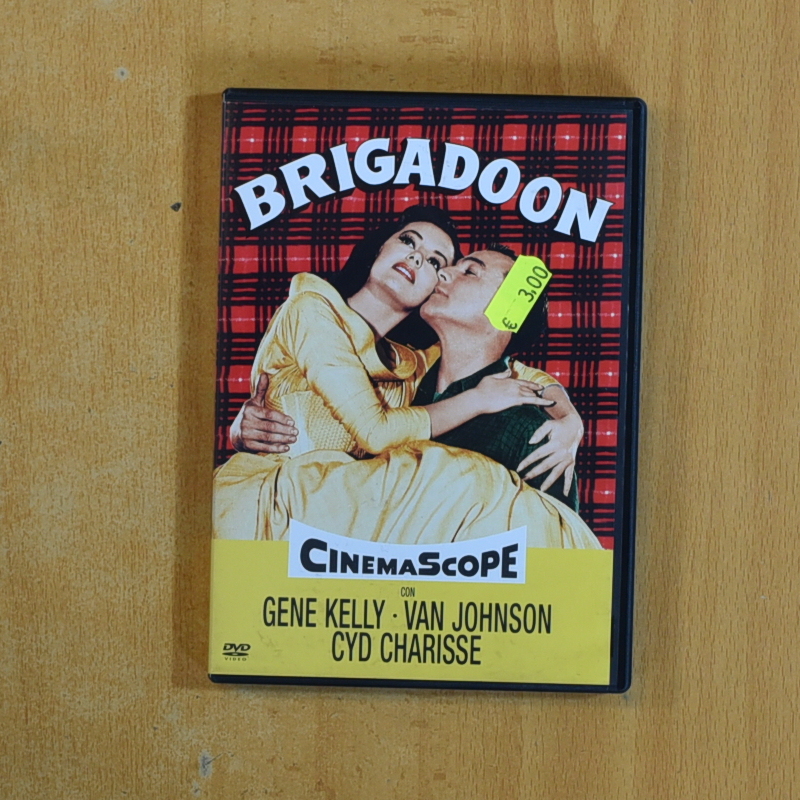 BRIGADOON
€ 3,00
CINEMASCOPE
CON
GENE KELLY · VAN JOHNSON
CYD CHARISSE
DVD
VIDEO